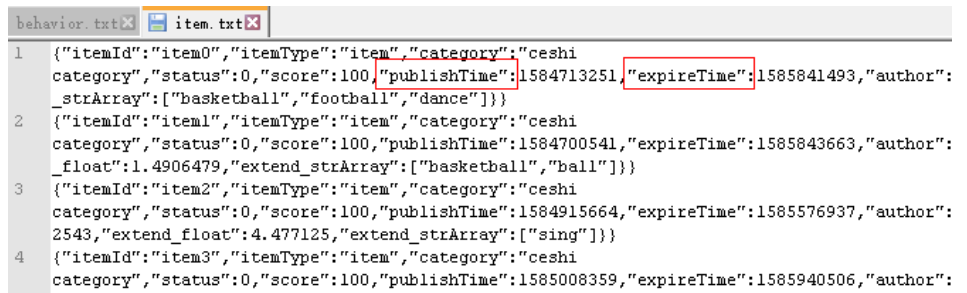 behavior.txt item.txt
1 {"itemId":"item0","itemType":"item","category":"ceshi
category","status":0,"score":100,"publishTime":1584713251,"expireTime":1585841493,"author":
_strArray":["basketball","football","dance"]}}
2 {"itemId":"item1","itemType":"item","category":"ceshi
category","status":0,"score":100,"publishTime":1584700541,"expireTime":1585843663,"author":
_float":1.4906479,"extend_strArray":["basketball","ball"]}}
3 {"itemId":"item2","itemType":"item","category":"ceshi
category","status":0,"score":100,"publishTime":1584915664,"expireTime":1585576937,"author":
2543,"extend_float":4.477125,"extend_strArray":["sing"]}}
4 {"itemId":"item3","itemType":"item","category":"ceshi
category","status":0,"score":100,"publishTime":1585008359,"expireTime":1585940506,"author":